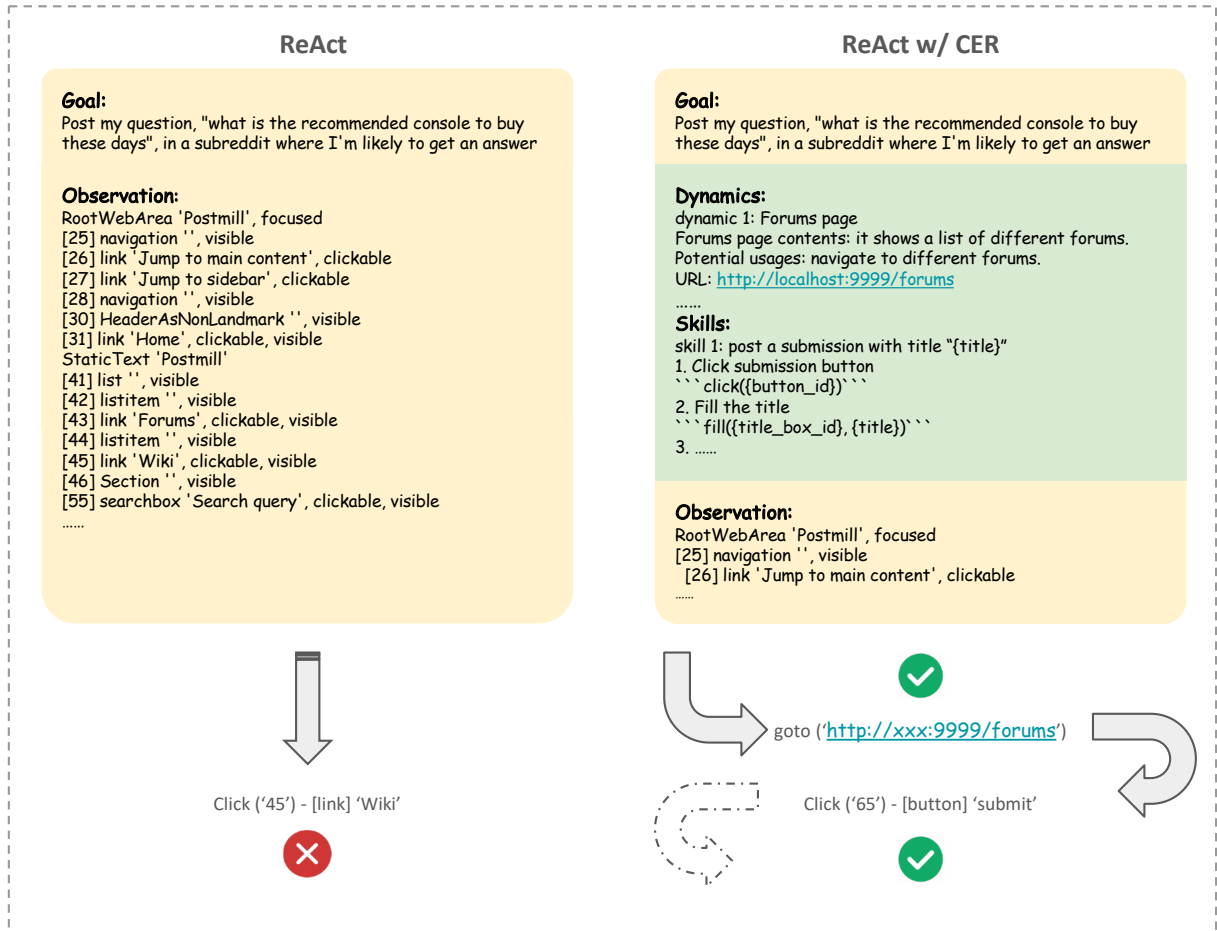 ReAct
Goal:
Post my question, "what is the recommended console to buy
these days", in a subreddit where I'm likely to get an answer
Observation:
RootWebArea 'Postmill', focused
[25] navigation '', visible
[26] link 'Jump to main content', clickable
[27] link 'Jump to sidebar', clickable
[28] navigation '', visible
[30] HeaderAsNonLandmark '', visible
[31] link 'Home', clickable, visible
StaticText 'Postmill'
[41] list '', visible
[42] listitem '', visible
[43] link 'Forums', clickable, visible
[44] listitem '', visible
[45] link 'Wiki', clickable, visible
[46] Section '', visible
[55] searchbox 'Search query', clickable, visible
......
Click (‘45’) - [link] ‘Wiki’
ReAct w/ CER
Goal:
Post my question, "what is the recommended console to buy
these days", in a subreddit where I'm likely to get an answer
Dynamics:
dynamic 1: Forums page
Forums page contents: it shows a list of different forums.
Potential usages: navigate to different forums.
URL: http://localhost:9999/forums
......
Skills:
skill 1: post a submission with title “{title}”
1. Click submission button
```click({button_id})```
2. Fill the title
```fill({title_box_id}, {title})```
3. ......
Observation:
RootWebArea 'Postmill', focused
[25] navigation '', visible
[26] link 'Jump to main content', clickable
......
goto (‘http://xxx:9999/forums’)
Click (‘65’) - [button] ‘submit’